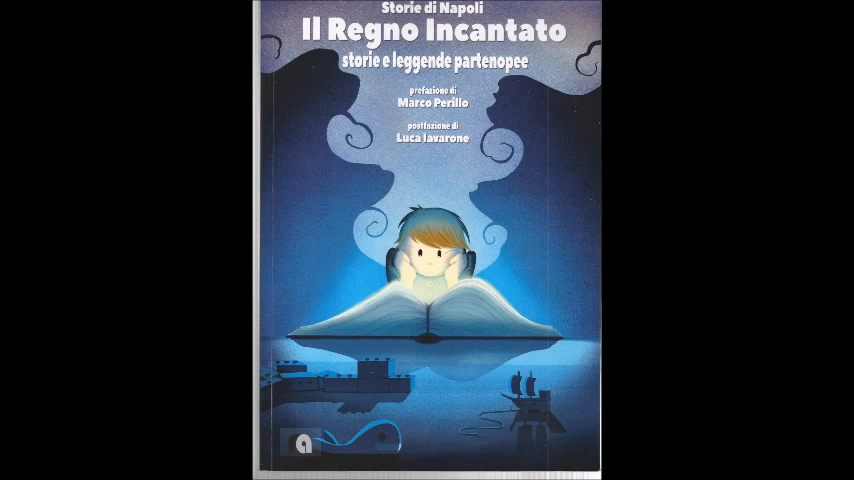 Storie di Napoli
Il Regno Incantato
storie e leggende partenopee
prefazione di
Marco Perillo
postfazione di
Luca Iavarone
a